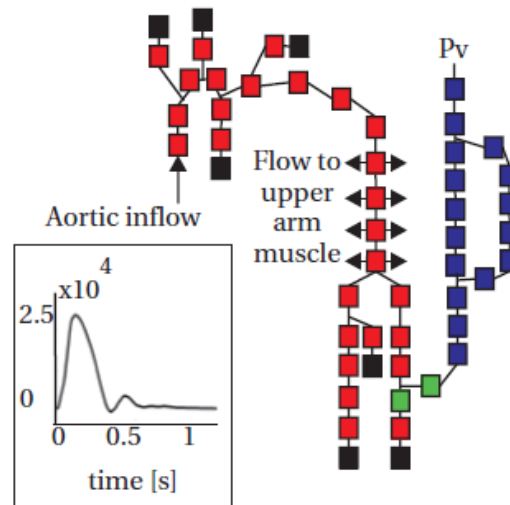 Pv
Flow to
upper
arm
muscle
Aortic inflow
x10
4
2.5
0
0
0.5
1
time [s]